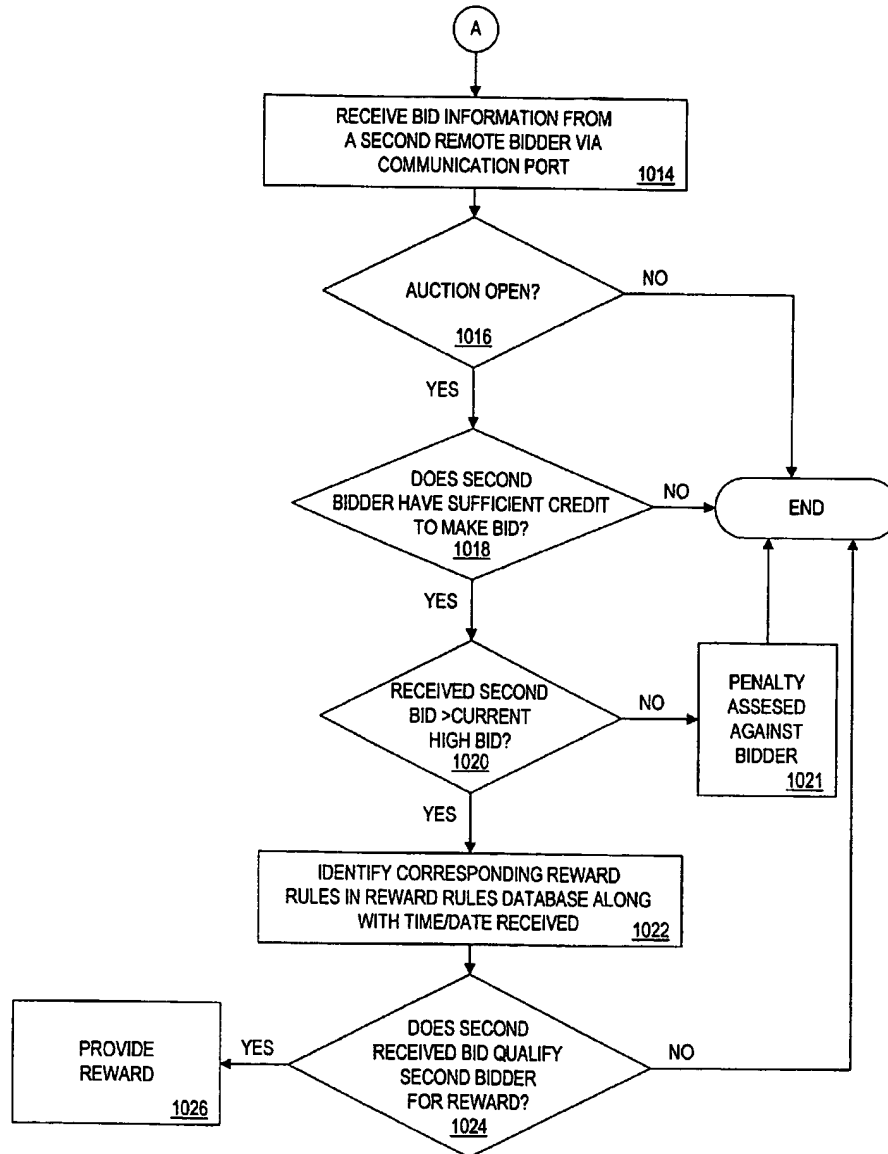 A
RECEIVE BID INFORMATION FROM
A SECOND REMOTE BIDDER VIA
COMMUNICATION PORT
1014
AUCTION OPEN?
1016
NO
YES
DOES SECOND
BIDDER HAVE SUFFICIENT CREDIT
TO MAKE BID?
1018
NO
END
YES
RECEIVED SECOND
BID >CURRENT
HIGH BID?
1020
NO
PENALTY
ASSESED
AGAINST
BIDDER
1021
YES
IDENTIFY CORRESPONDING REWARD
RULES IN REWARD RULES DATABASE ALONG
WITH TIME/DATE RECEIVED
1022
DOES SECOND
RECEIVED BID QUALIFY
SECOND BIDDER
FOR REWARD?
1024
YES
NO
PROVIDE
REWARD
1026